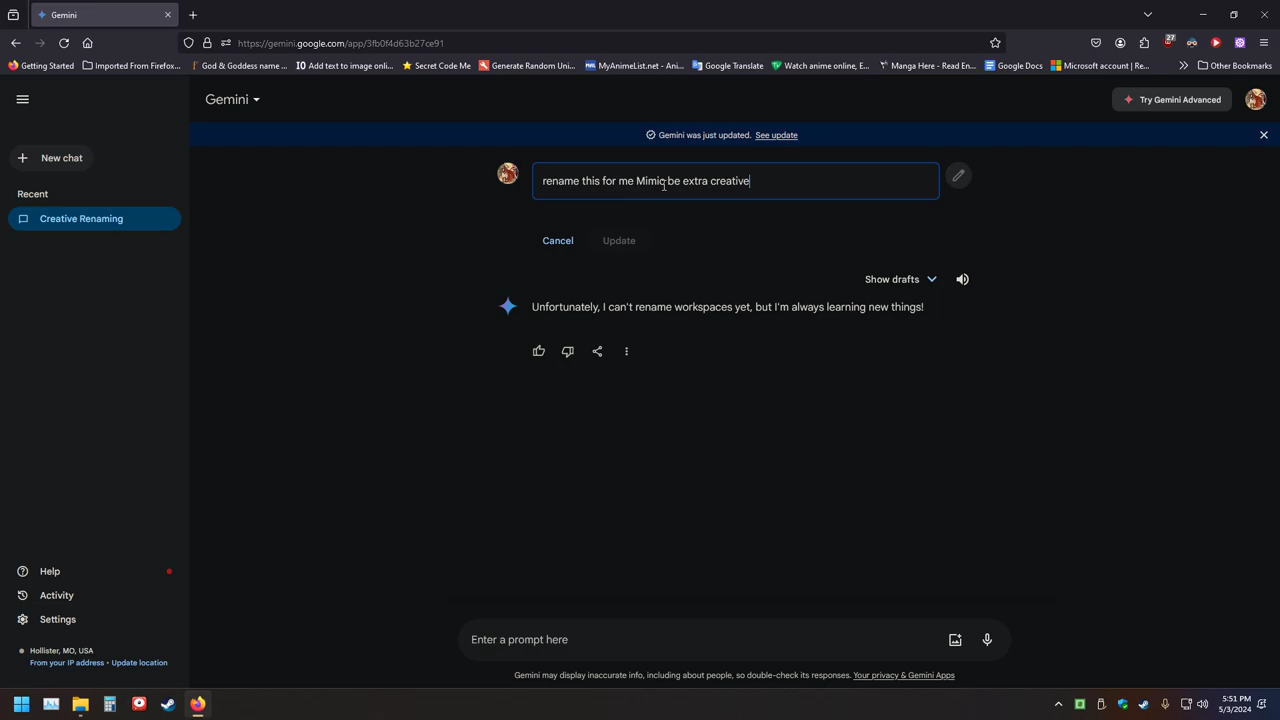 Gemini
https://gemini.google.com/app/3fb0f4d63b27ce91
27
Getting Started
Imported From Firefox...
God & Goddess name ...
Add text to image onli...
Secret Code Me
Generate Random Uni...
MyAnimeList.net - Ani...
Google Translate
Watch anime online, E...
Manga Here - Read En...
Google Docs
Microsoft account | Re...
Other Bookmarks
Gemini
Try Gemini Advanced
Gemini was just updated. See update
New chat
rename this for me Mimic be extra creative
Recent
Creative Renaming
Cancel
Update
Show drafts
Unfortunately, I can't rename workspaces yet, but I'm always learning new things!
Help
Activity
Settings
Enter a prompt here
Hollister, MO, USA
From your IP address • Update location
Gemini may display inaccurate info, including about people, so double-check its responses. Your privacy & Gemini Apps
5:51 PM
5/3/2024